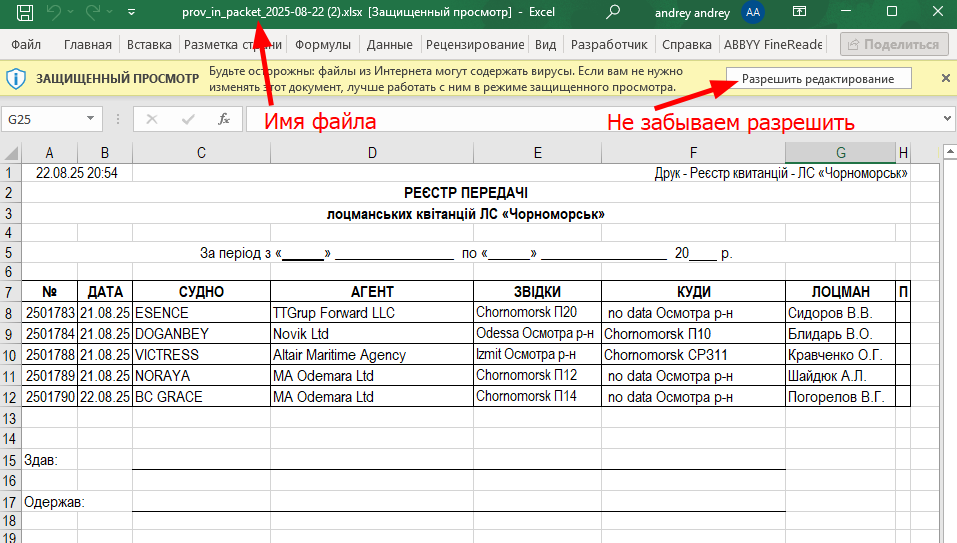 prov_in_packet_2025-08-22 (2).xlsx [Защищенный просмотр] - Excel
andrey andrey AA
Файл Главная Вставка Разметка страни Формулы Данные Рецензирование Вид Разработчик Справка ABBYY FineReade Поделиться
ЗАЩИЩЕННЫЙ ПРОСМОТР Будьте осторожны: файлы из Интернета могут содержать вирусы. Если вам не нужно
изменять этот документ, лучше работать с ним в режиме защищенного просмотра.
Разрешить редактирование
Имя файла
Не забываем разрешить
G25 fx
A B C D E F G H
1 22.08.25 20:54 Друк - Реєстр квитанцій - ЛС «Чорноморськ»
2 РЕЄСТР ПЕРЕДАЧІ
3 лоцманських квітанцій ЛС «Чорноморськ»
4
5 За період з «______» ________________ по «______» _________________ 20____ р.
6
7 № ДАТА СУДНО АГЕНТ ЗВІДКИ КУДИ ЛОЦМАН П
8 2501783 21.08.25 ESENCE TTGrup Forward LLC Chornomorsk П20 no data Осмотра р-н Сидоров В.В.
9 2501784 21.08.25 DOGANBEY Novik Ltd Odessa Осмотра р-н Chornomorsk П10 Блидарь В.О.
10 2501788 21.08.25 VICTRESS Altair Maritime Agency Izmit Осмотра р-н Chornomorsk СР311 Кравченко О.Г.
11 2501789 21.08.25 NORAYA MA Odemara Ltd Chornomorsk П12 no data Осмотра р-н Шайдюк А.Л.
12 2501790 22.08.25 BC GRACE MA Odemara Ltd Chornomorsk П14 no data Осмотра р-н Погорелов В.Г.
13
14
15 Здав:
16
17 Одержав:
18
19